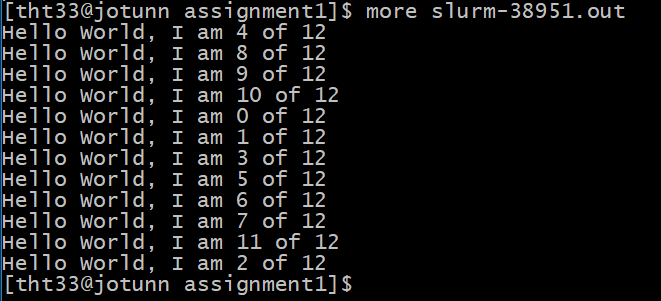 [tht33@jotunn assignment1]$ more slurm-38951.out
Hello World, I am 4 of 12
Hello World, I am 8 of 12
Hello World, I am 9 of 12
Hello World, I am 10 of 12
Hello World, I am 0 of 12
Hello World, I am 1 of 12
Hello World, I am 3 of 12
Hello World, I am 5 of 12
Hello World, I am 6 of 12
Hello World, I am 7 of 12
Hello World, I am 11 of 12
Hello World, I am 2 of 12
[tht33@jotunn assignment1]$